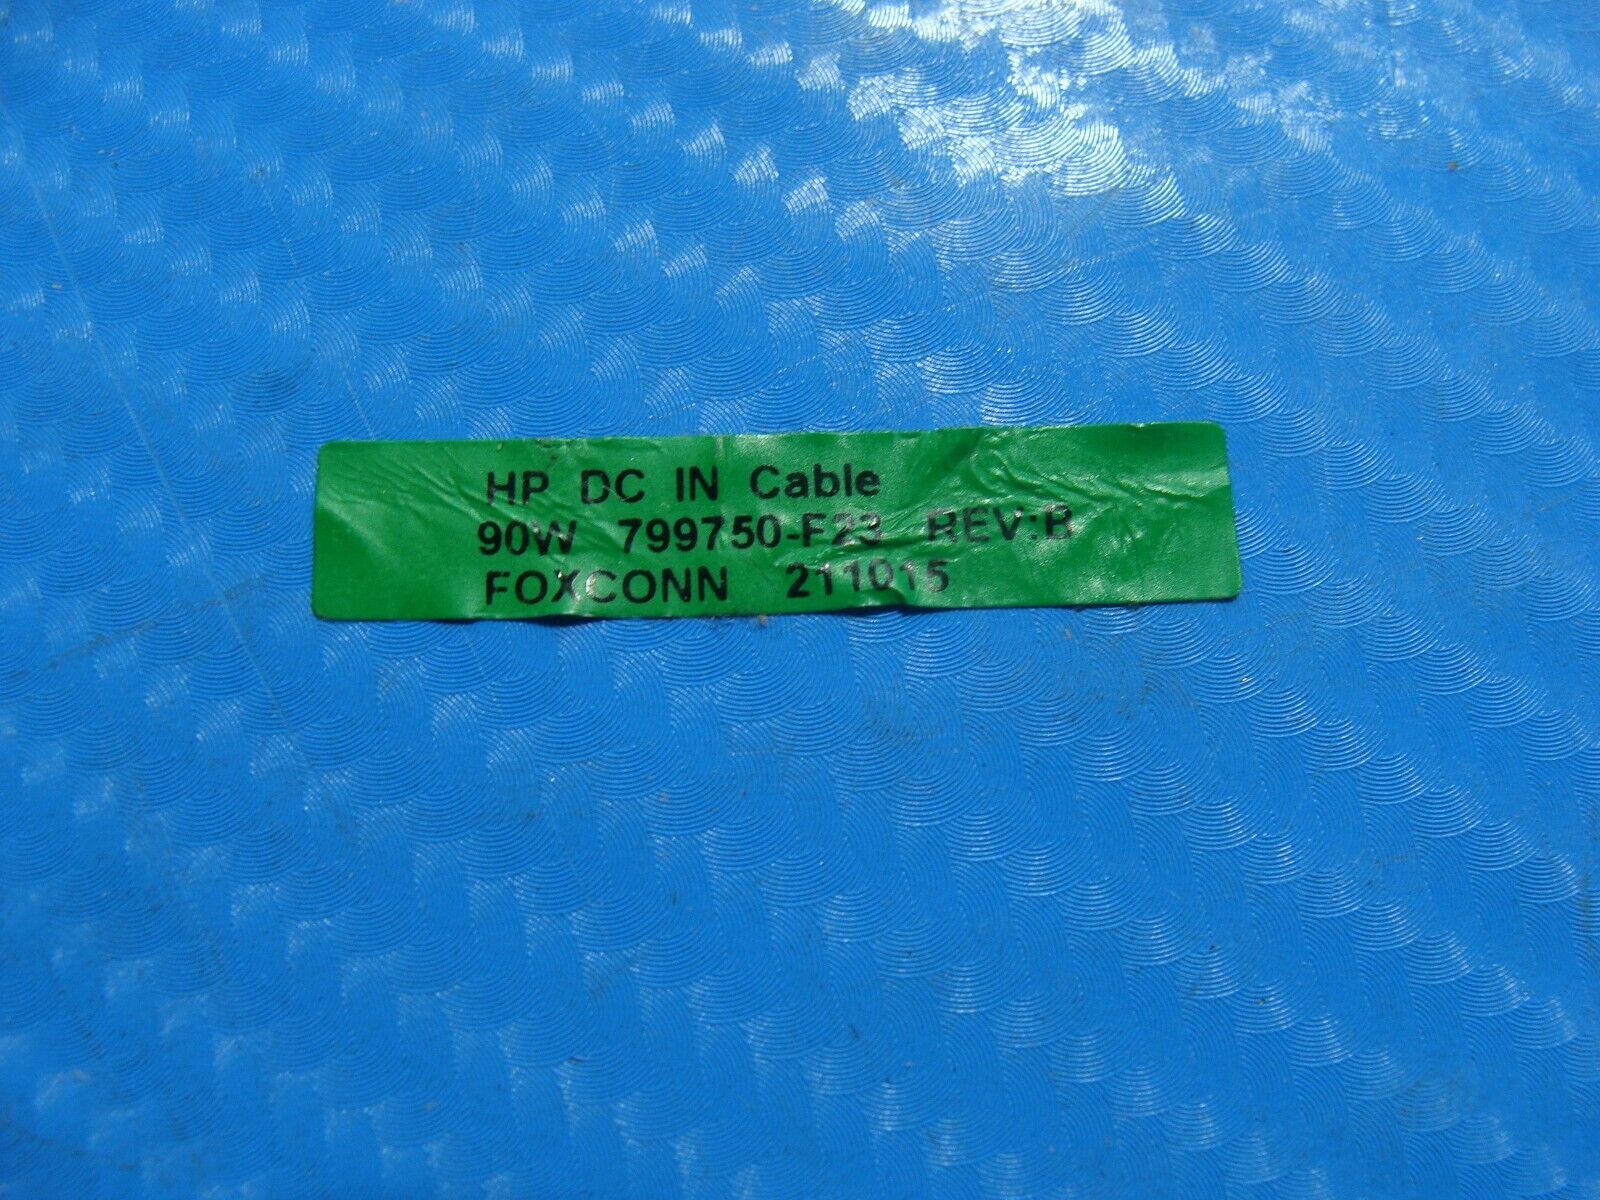 HP DC IN Cable
90W 799750-F23 REV:B
FOXCONN 211015